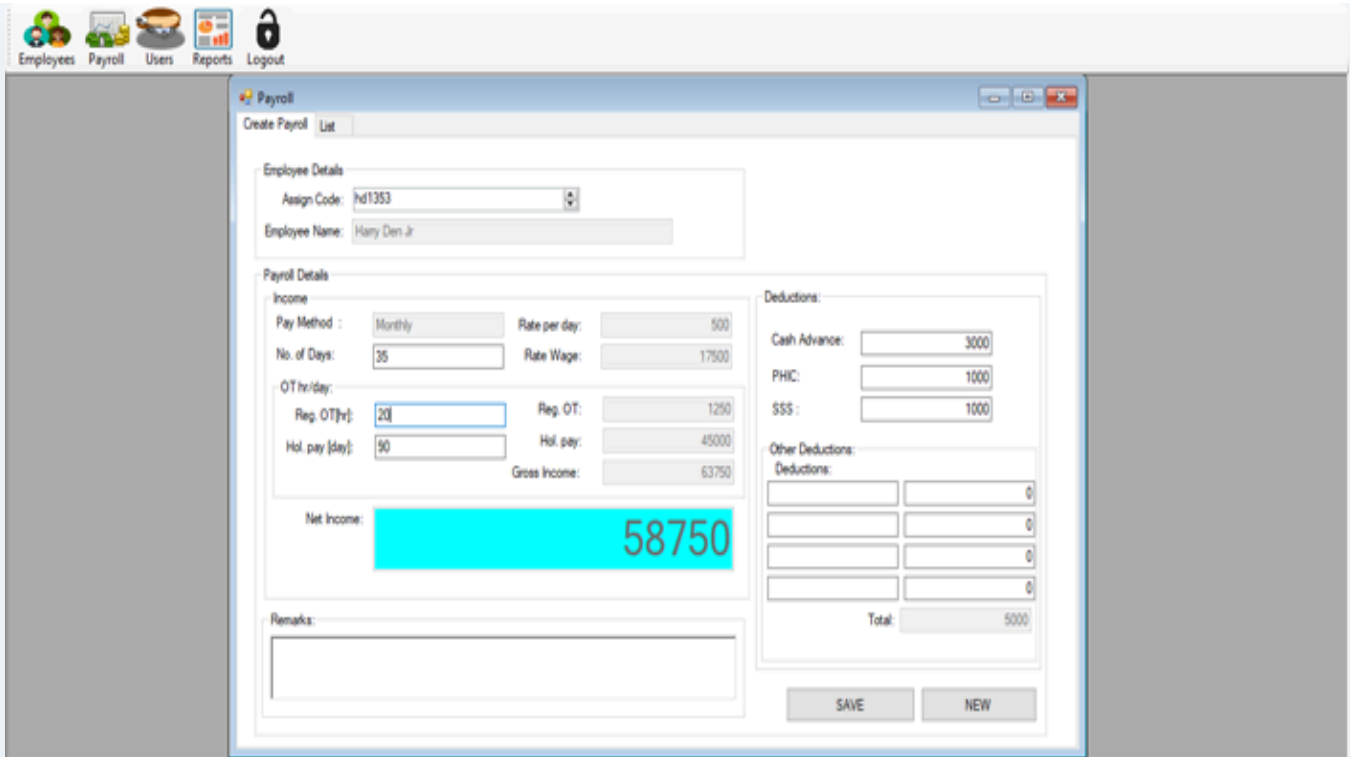 Employees Payroll Users Reports Logout
Payroll
Create Payroll List
Employee Details
Assign Code: hd1353
Employee Name: Harry Den Jr
Payroll Details
Income
Pay Method : Monthly Rate per day: 500
No. of Days: 35 Rate Wage: 17500
OT hr/day:
Reg. OT[hr]: 20 Reg. OT: 1250
Hol. pay [day]: 90 Hol. pay: 45000
Gross Income: 63750
Net Income: 58750
Remarks:
Deductions:
Cash Advance: 3000
PHIC: 1000
SSS : 1000
Other Deductions:
Deductions:
0
0
0
0
Total: 5000
SAVE NEW